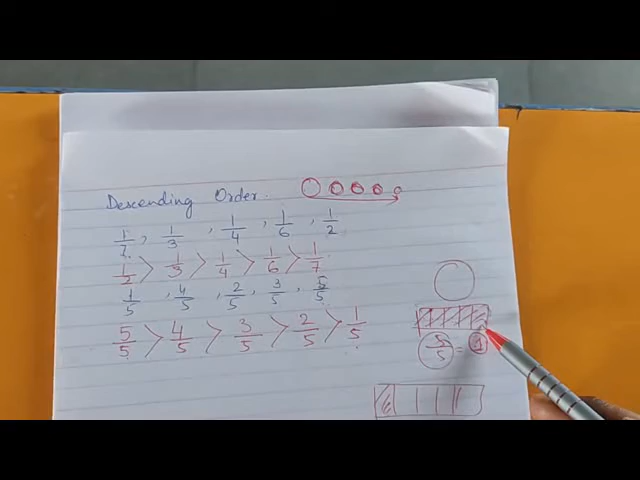 Descending Order.
1/7, 1/3, 1/4, 1/6, 1/2
1/2 > 1/3 > 1/4 > 1/6 > 1/7
1/5, 4/5, 2/5, 3/5, 5/5
5/5 > 4/5 > 3/5 > 2/5 > 1/5
5/5 = 1